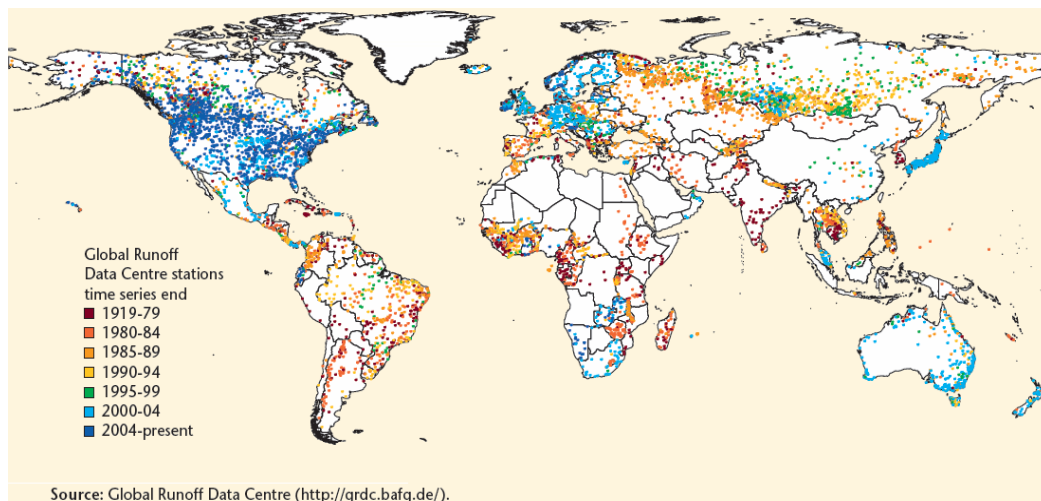 Global Runoff
Data Centre stations
time series end
1919-79
1980-84
1985-89
1990-94
1995-99
2000-04
2004-present
Source: Global Runoff Data Centre (http://grdc.bafg.de/).